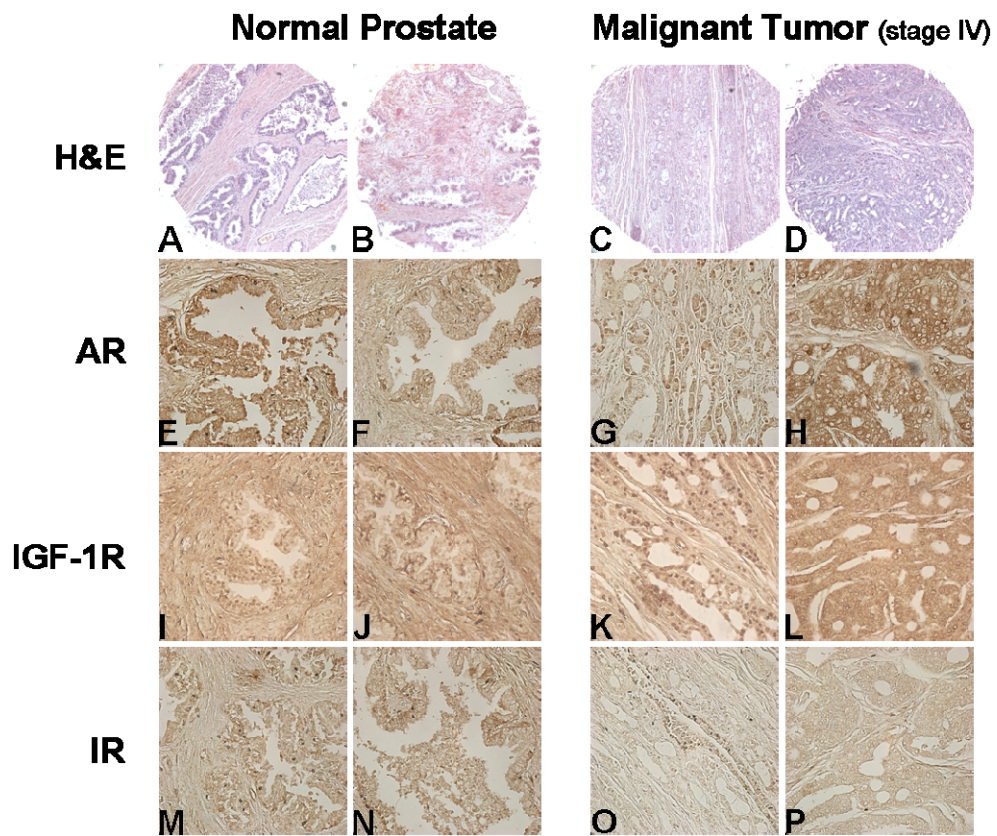 Normal Prostate Malignant Tumor (stage IV)
H&E
A B C D
AR
E F G H
IGF-1R
I J K L
IR
M N O P